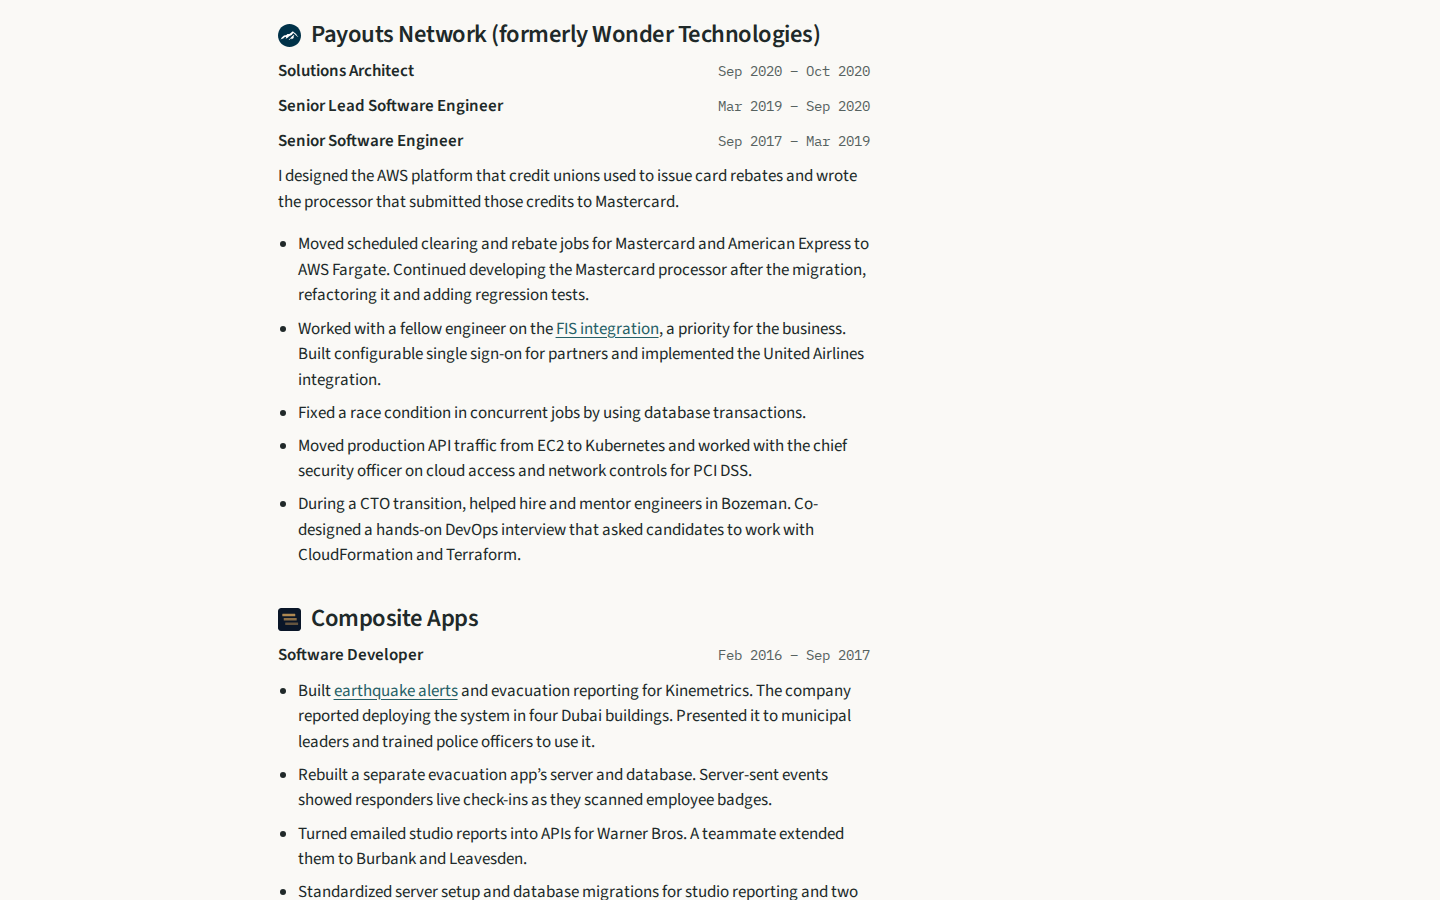 Payouts Network (formerly Wonder Technologies)
Solutions Architect Sep 2020 – Oct 2020
Senior Lead Software Engineer Mar 2019 – Sep 2020
Senior Software Engineer Sep 2017 – Mar 2019
I designed the AWS platform that credit unions used to issue card rebates and wrote
the processor that submitted those credits to Mastercard.
• Moved scheduled clearing and rebate jobs for Mastercard and American Express to
AWS Fargate. Continued developing the Mastercard processor after the migration,
refactoring it and adding regression tests.
• Worked with a fellow engineer on the FIS integration, a priority for the business.
Built configurable single sign-on for partners and implemented the United Airlines
integration.
• Fixed a race condition in concurrent jobs by using database transactions.
• Moved production API traffic from EC2 to Kubernetes and worked with the chief
security officer on cloud access and network controls for PCI DSS.
• During a CTO transition, helped hire and mentor engineers in Bozeman. Co-
designed a hands-on DevOps interview that asked candidates to work with
CloudFormation and Terraform.
Composite Apps
Software Developer Feb 2016 – Sep 2017
• Built earthquake alerts and evacuation reporting for Kinemetrics. The company
reported deploying the system in four Dubai buildings. Presented it to municipal
leaders and trained police officers to use it.
• Rebuilt a separate evacuation app’s server and database. Server-sent events
showed responders live check-ins as they scanned employee badges.
• Turned emailed studio reports into APIs for Warner Bros. A teammate extended
them to Burbank and Leavesden.
• Standardized server setup and database migrations for studio reporting and two